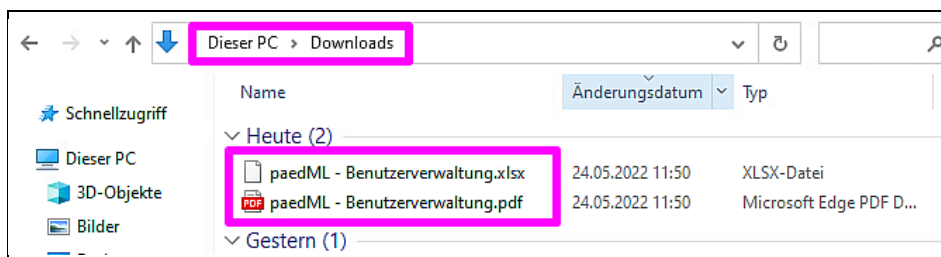 Dieser PC > Downloads
Name Änderungsdatum Typ
Schnellzugriff
Heute (2)
Dieser PC
paedML - Benutzerverwaltung.xlsx 24.05.2022 11:50 XLSX-Datei
3D-Objekte
PDF paedML - Benutzerverwaltung.pdf 24.05.2022 11:50 Microsoft Edge PDF D...
Bilder
Gestern (1)